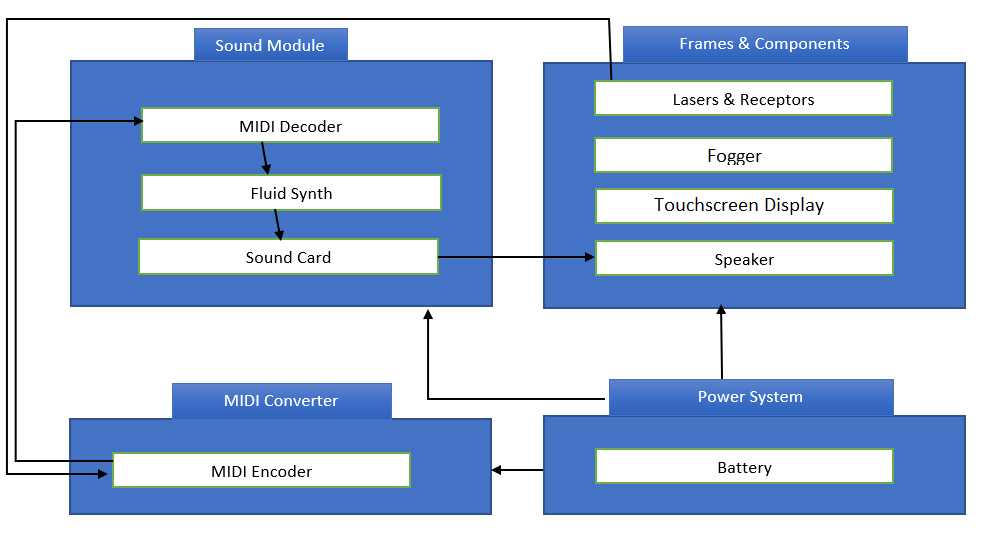 Sound Module
MIDI Decoder
Fluid Synth
Sound Card
Frames & Components
Lasers & Receptors
Fogger
Touchscreen Display
Speaker
MIDI Converter
MIDI Encoder
Power System
Battery